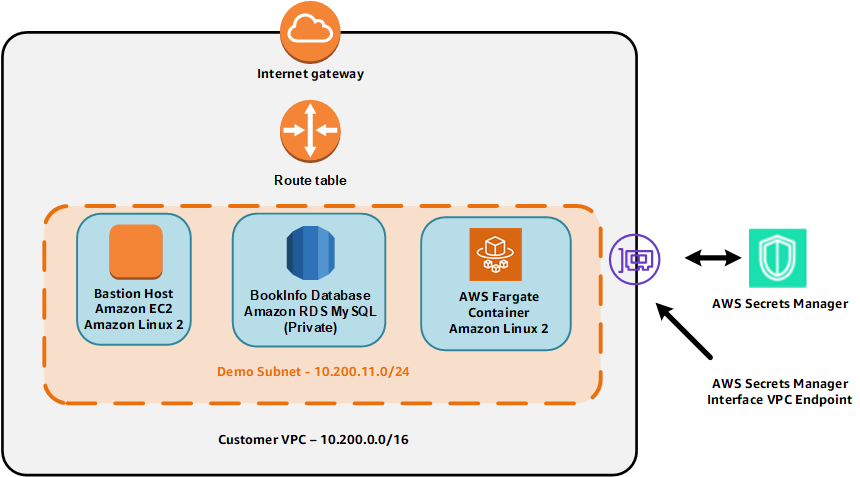 Internet gateway
Route table
Bastion Host
Amazon EC2
Amazon Linux 2
BookInfo Database
Amazon RDS MySQL
(Private)
AWS Fargate
Container
Amazon Linux 2
Demo Subnet - 10.200.11.0/24
Customer VPC – 10.200.0.0/16
AWS Secrets Manager
AWS Secrets Manager
Interface VPC Endpoint